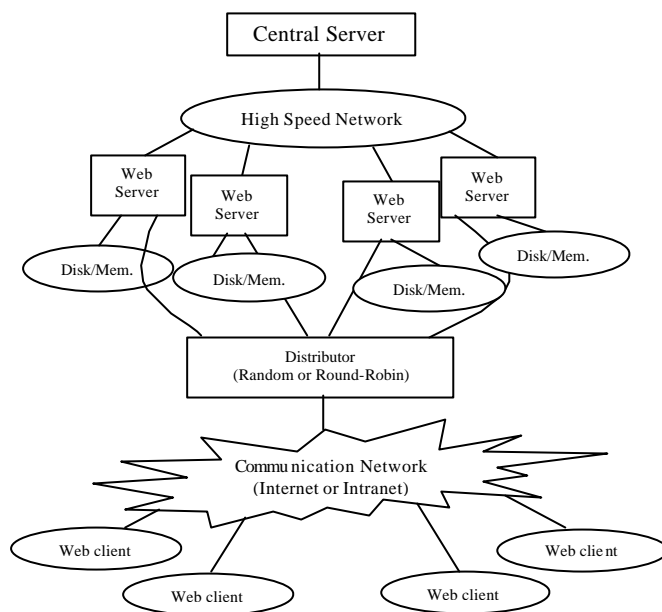 Central Server
High Speed Network
Web
Server
Web
Server
Web
Server
Web
Server
Disk/Mem.
Disk/Mem.
Disk/Mem.
Disk/Mem.
Distributor
(Random or Round-Robin)
Communication Network
(Internet or Intranet)
Web client
Web client
Web client
Web client